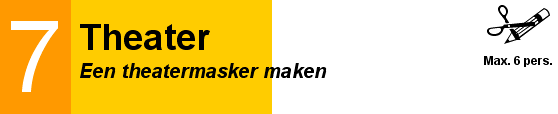 7
Theater
Een theatermasker maken
Max. 6 pers.